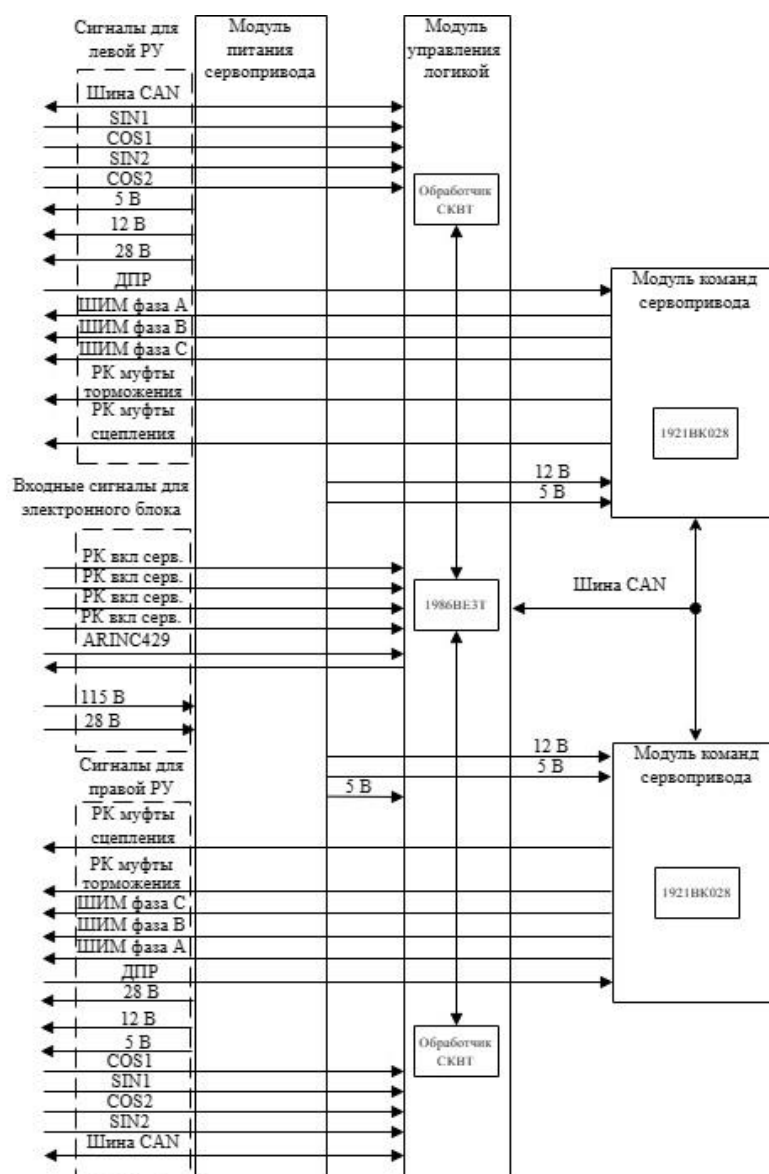 Сигналы для
левой РУ
Модуль
питания
сервопривода
Модуль
управления
логикой
Шина CAN
SIN1
COS1
SIN2
COS2
5 В
12 В
28 В
Обработчик
СКВТ
ДПР
ШИМ фаза A
ШИМ фаза B
ШИМ фаза C
РК муфты
торможения
РК муфты
сцепления
Модуль команд
сервопривода
1921ВК028
12 В
5 В
Входные сигналы для
электронного блока
РК вкл серв.
РК вкл серв.
РК вкл серв.
РК вкл серв.
ARINC429
1986ВЕ3Т
Шина CAN
115 В
28 В
12 В
5 В
5 В
Модуль команд
сервопривода
1921ВК028
Сигналы для
правой РУ
РК муфты
сцепления
РК муфты
торможения
ШИМ фаза C
ШИМ фаза B
ШИМ фаза A
ДПР
28 В
12 В
5 В
COS1
SIN1
COS2
SIN2
Шина CAN
Обработчик
СКВТ